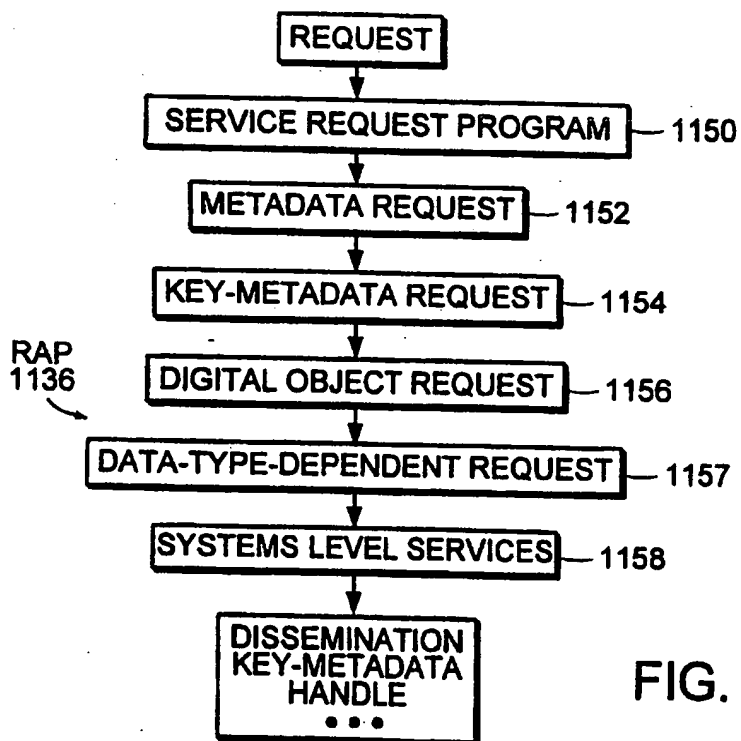 REQUEST
SERVICE REQUEST PROGRAM 1150
METADATA REQUEST 1152
KEY-METADATA REQUEST 1154
RAP
1136
DIGITAL OBJECT REQUEST 1156
DATA-TYPE-DEPENDENT REQUEST 1157
SYSTEMS LEVEL SERVICES 1158
DISSEMINATION
KEY-METADATA
HANDLE
•••
FIG.